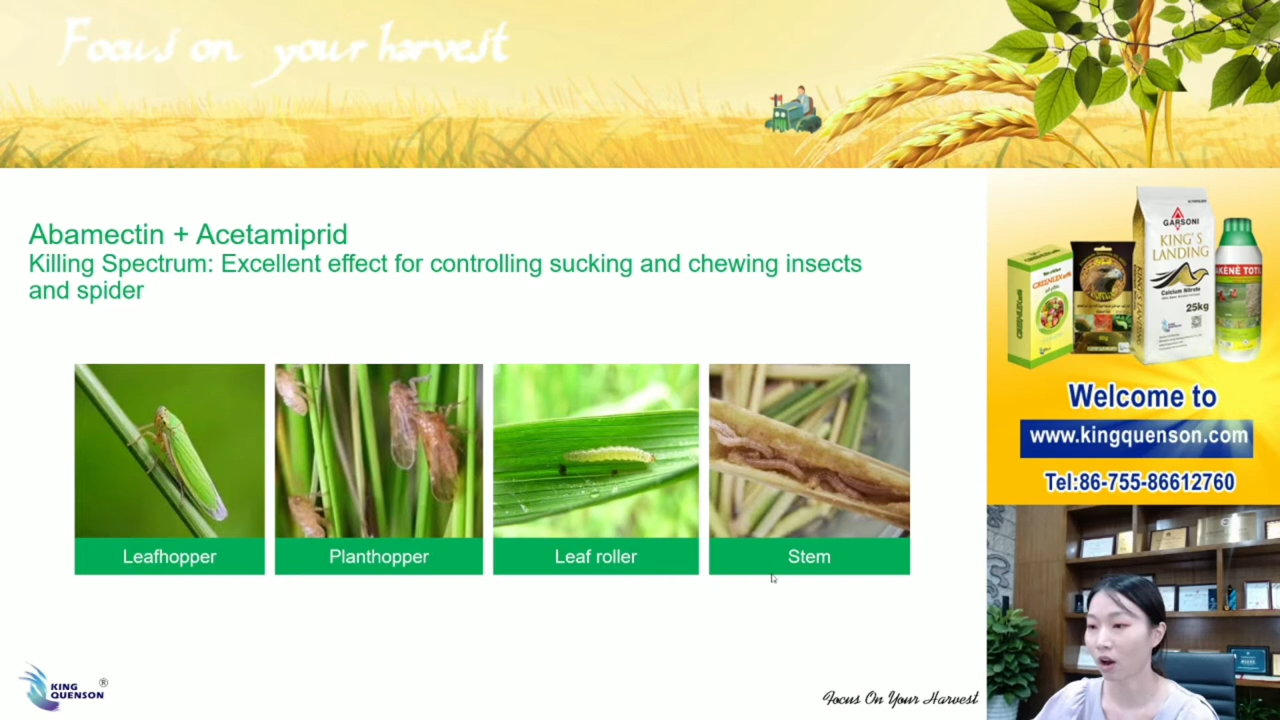 Focus on your harvest
Abamectin + Acetamiprid
Killing Spectrum: Excellent effect for controlling sucking and chewing insects
and spider
Leafhopper
Planthopper
Leaf roller
Stem
KING
QUENSON
®
Focus On Your Harvest
GARSONI
KING'S
LANDING
Calcium Nitrate
25kg
Welcome to
www.kingquenson.com
Tel:86-755-86612760